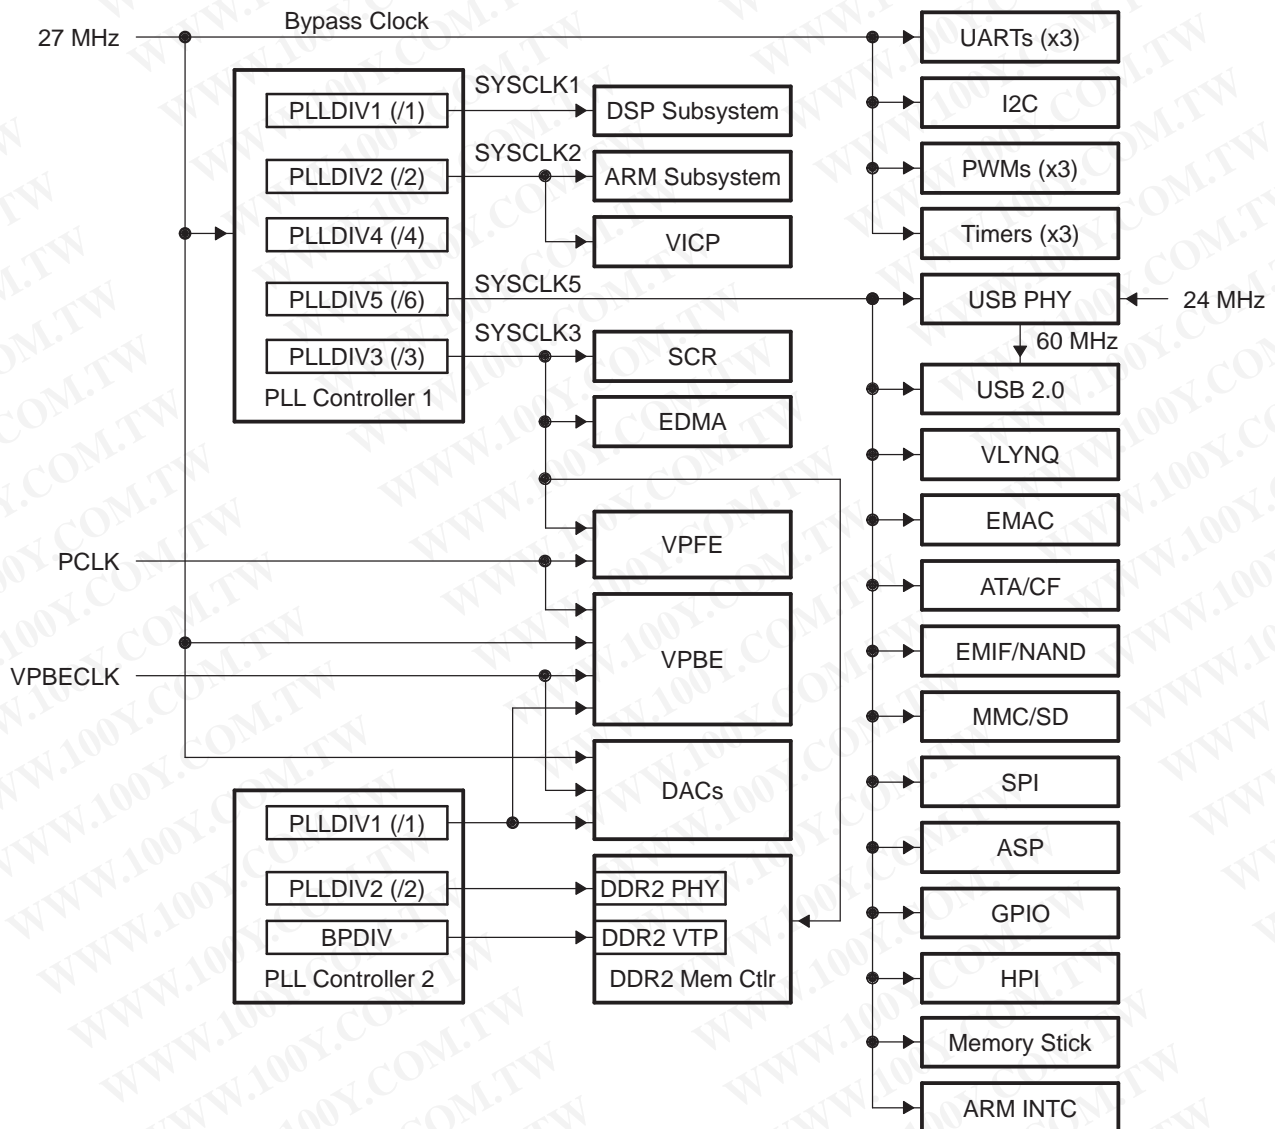 27 MHz
Bypass Clock
PLLDIV1 (/1)
PLLDIV2 (/2)
PLLDIV4 (/4)
PLLDIV5 (/6)
PLLDIV3 (/3)
PLL Controller 1
SYSCLK1
SYSCLK2
SYSCLK5
SYSCLK3
DSP Subsystem
ARM Subsystem
VICP
SCR
EDMA
PCLK
VPBECLK
VPFE
VPBE
DACs
PLLDIV1 (/1)
PLLDIV2 (/2)
BPDIV
PLL Controller 2
DDR2 PHY
DDR2 VTP
DDR2 Mem Ctlr
UARTs (x3)
I2C
PWMs (x3)
Timers (x3)
USB PHY
24 MHz
60 MHz
USB 2.0
VLYNQ
EMAC
ATA/CF
EMIF/NAND
MMC/SD
SPI
ASP
GPIO
HPI
Memory Stick
ARM INTC
WWW.100Y.COM.TW